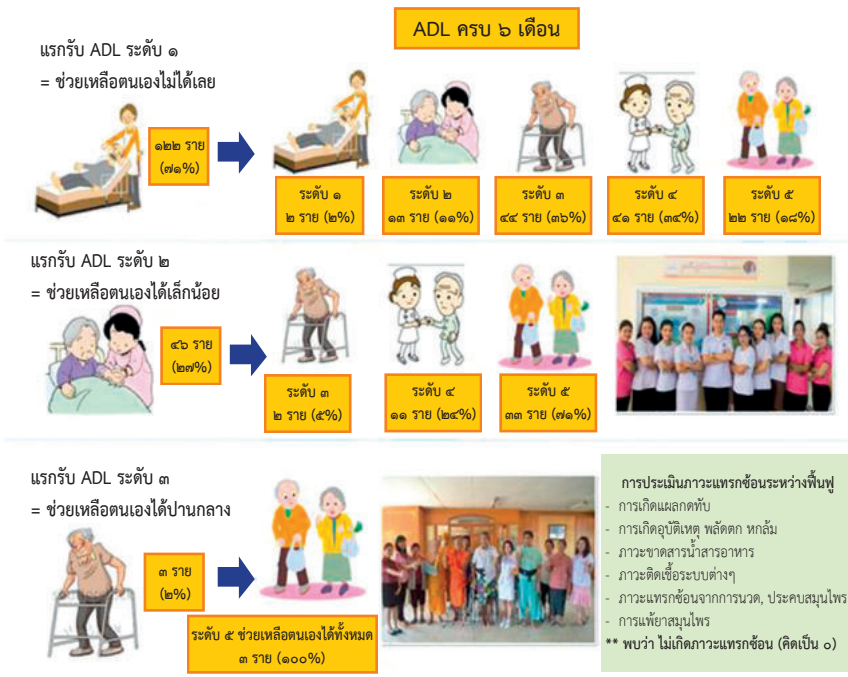 ADL ครบ ๖ เดือน
แรกรับ ADL ระดับ ๑
= ช่วยเหลือตนเองไม่ได้เลย
๑๒๒ ราย
(๗๑%)
ระดับ ๑
๒ ราย (๒%)
ระดับ ๒
๑๓ ราย (๑๑%)
ระดับ ๓
๔๔ ราย (๓๖%)
ระดับ ๔
๔๑ ราย (๓๔%)
ระดับ ๕
๒๒ ราย (๑๘%)
แรกรับ ADL ระดับ ๒
= ช่วยเหลือตนเองได้เล็กน้อย
๔๖ ราย
(๒๗%)
ระดับ ๓
๒ ราย (๕%)
ระดับ ๔
๑๑ ราย (๒๔%)
ระดับ ๕
๓๓ ราย (๗๑%)
แรกรับ ADL ระดับ ๓
= ช่วยเหลือตนเองได้ปานกลาง
๓ ราย
(๒%)
ระดับ ๕ ช่วยเหลือตนเองได้ทั้งหมด
๓ ราย (๑๐๐%)
การประเมินภาวะแทรกซ้อนระหว่างฟื้นฟู
- การเกิดแผลกดทับ
- การเกิดอุบัติเหตุ พลัดตก หกล้ม
- ภาวะขาดสารน้ำสารอาหาร
- ภาวะติดเชื้อระบบต่างๆ
- ภาวะแทรกซ้อนจากการนวด, ประคบสมุนไพร
- การแพ้ยาสมุนไพร
** พบว่า ไม่เกิดภาวะแทรกซ้อน (คิดเป็น ๐)